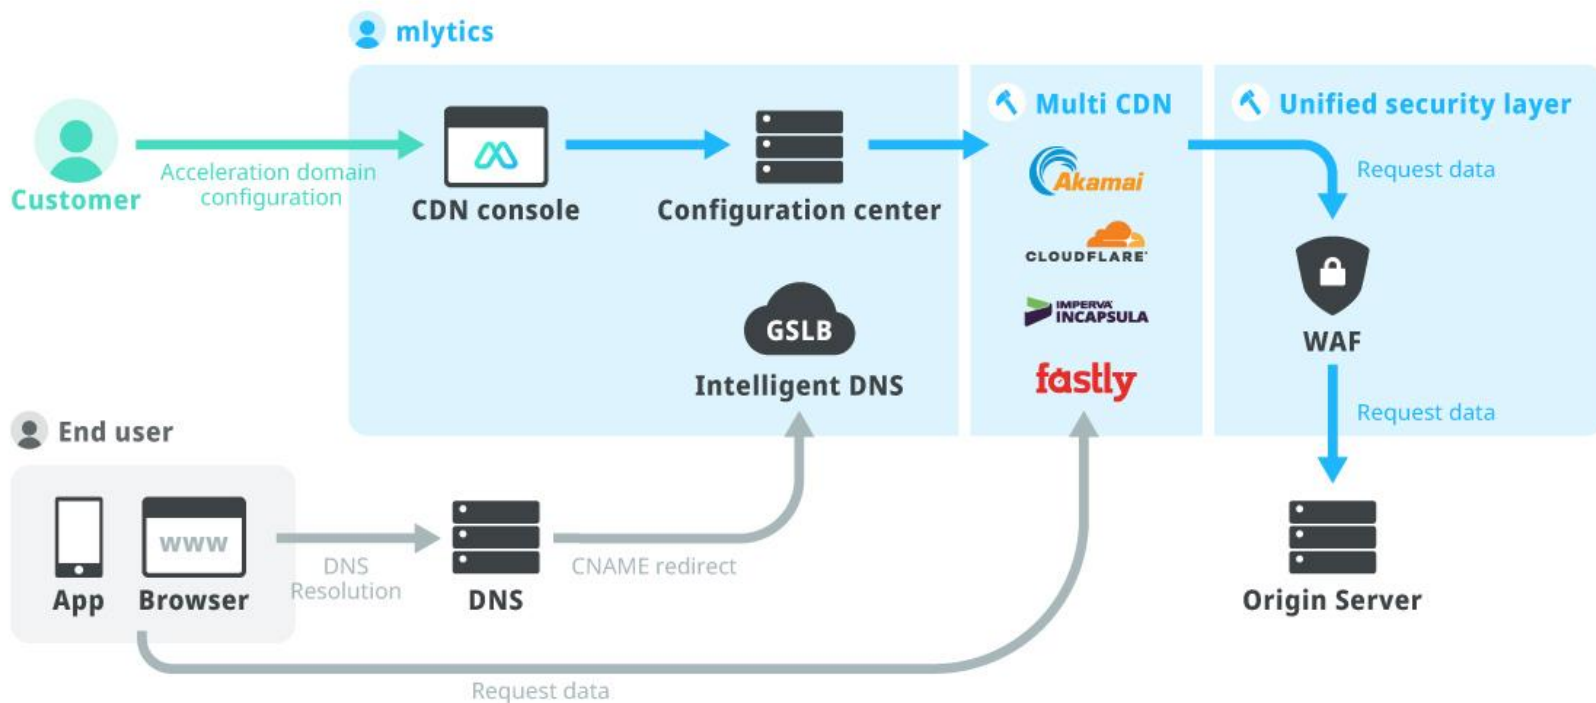 mlytics
Multi CDN
Unified security layer
Customer
Acceleration domain
configuration
CDN console
Configuration center
Akamai
CLOUDFLARE
IMPERVA
INCAPSULA
fastly
Request data
WAF
Request data
GSLB
Intelligent DNS
End user
www
App
Browser
DNS
Resolution
DNS
CNAME redirect
Origin Server
Request data